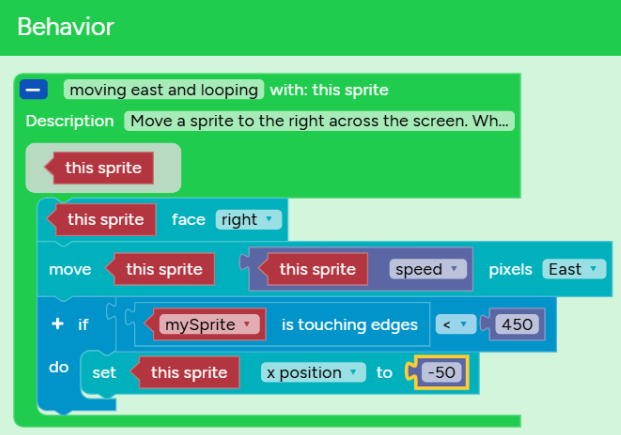 Behavior
moving east and looping with: this sprite
Description Move a sprite to the right across the screen. Wh...
this sprite
this sprite face right
move this sprite this sprite speed pixels East
+ if mySprite is touching edges < 450
do set this sprite x position to -50